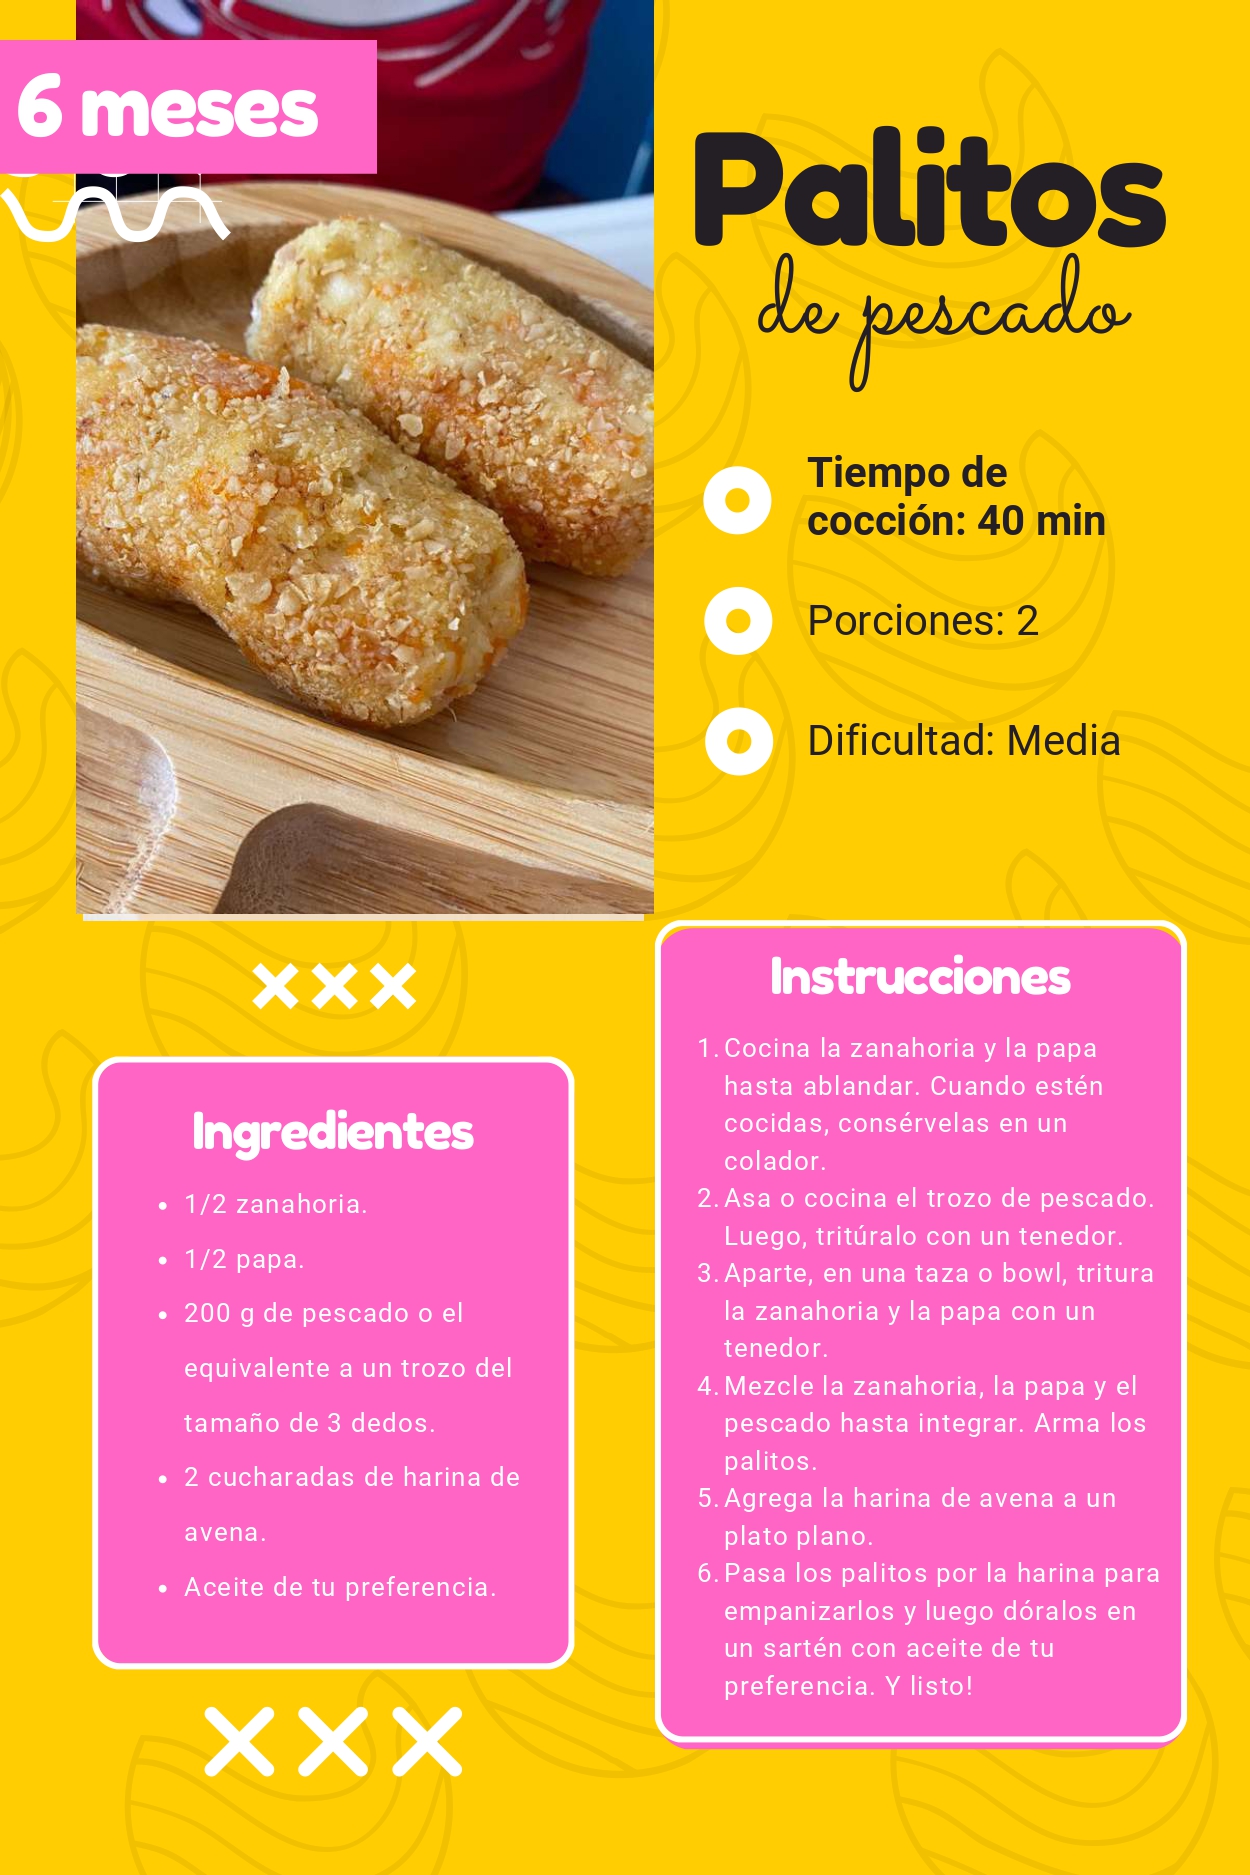 6 meses
Palitos
de pescado
Tiempo de
cocción: 40 min
Porciones: 2
Dificultad: Media
Ingredientes
• 1/2 zanahoria.
• 1/2 papa.
• 200 g de pescado o el
equivalente a un trozo del
tamaño de 3 dedos.
• 2 cucharadas de harina de
avena.
• Aceite de tu preferencia.
Instrucciones
1. Cocina la zanahoria y la papa
hasta ablandar. Cuando estén
cocidas, consérvelas en un
colador.
2. Asa o cocina el trozo de pescado.
Luego, tritúralo con un tenedor.
3. Aparte, en una taza o bowl, tritura
la zanahoria y la papa con un
tenedor.
4. Mezcle la zanahoria, la papa y el
pescado hasta integrar. Arma los
palitos.
5. Agrega la harina de avena a un
plato plano.
6. Pasa los palitos por la harina para
empanizarlos y luego dóralos en
un sartén con aceite de tu
preferencia. Y listo!